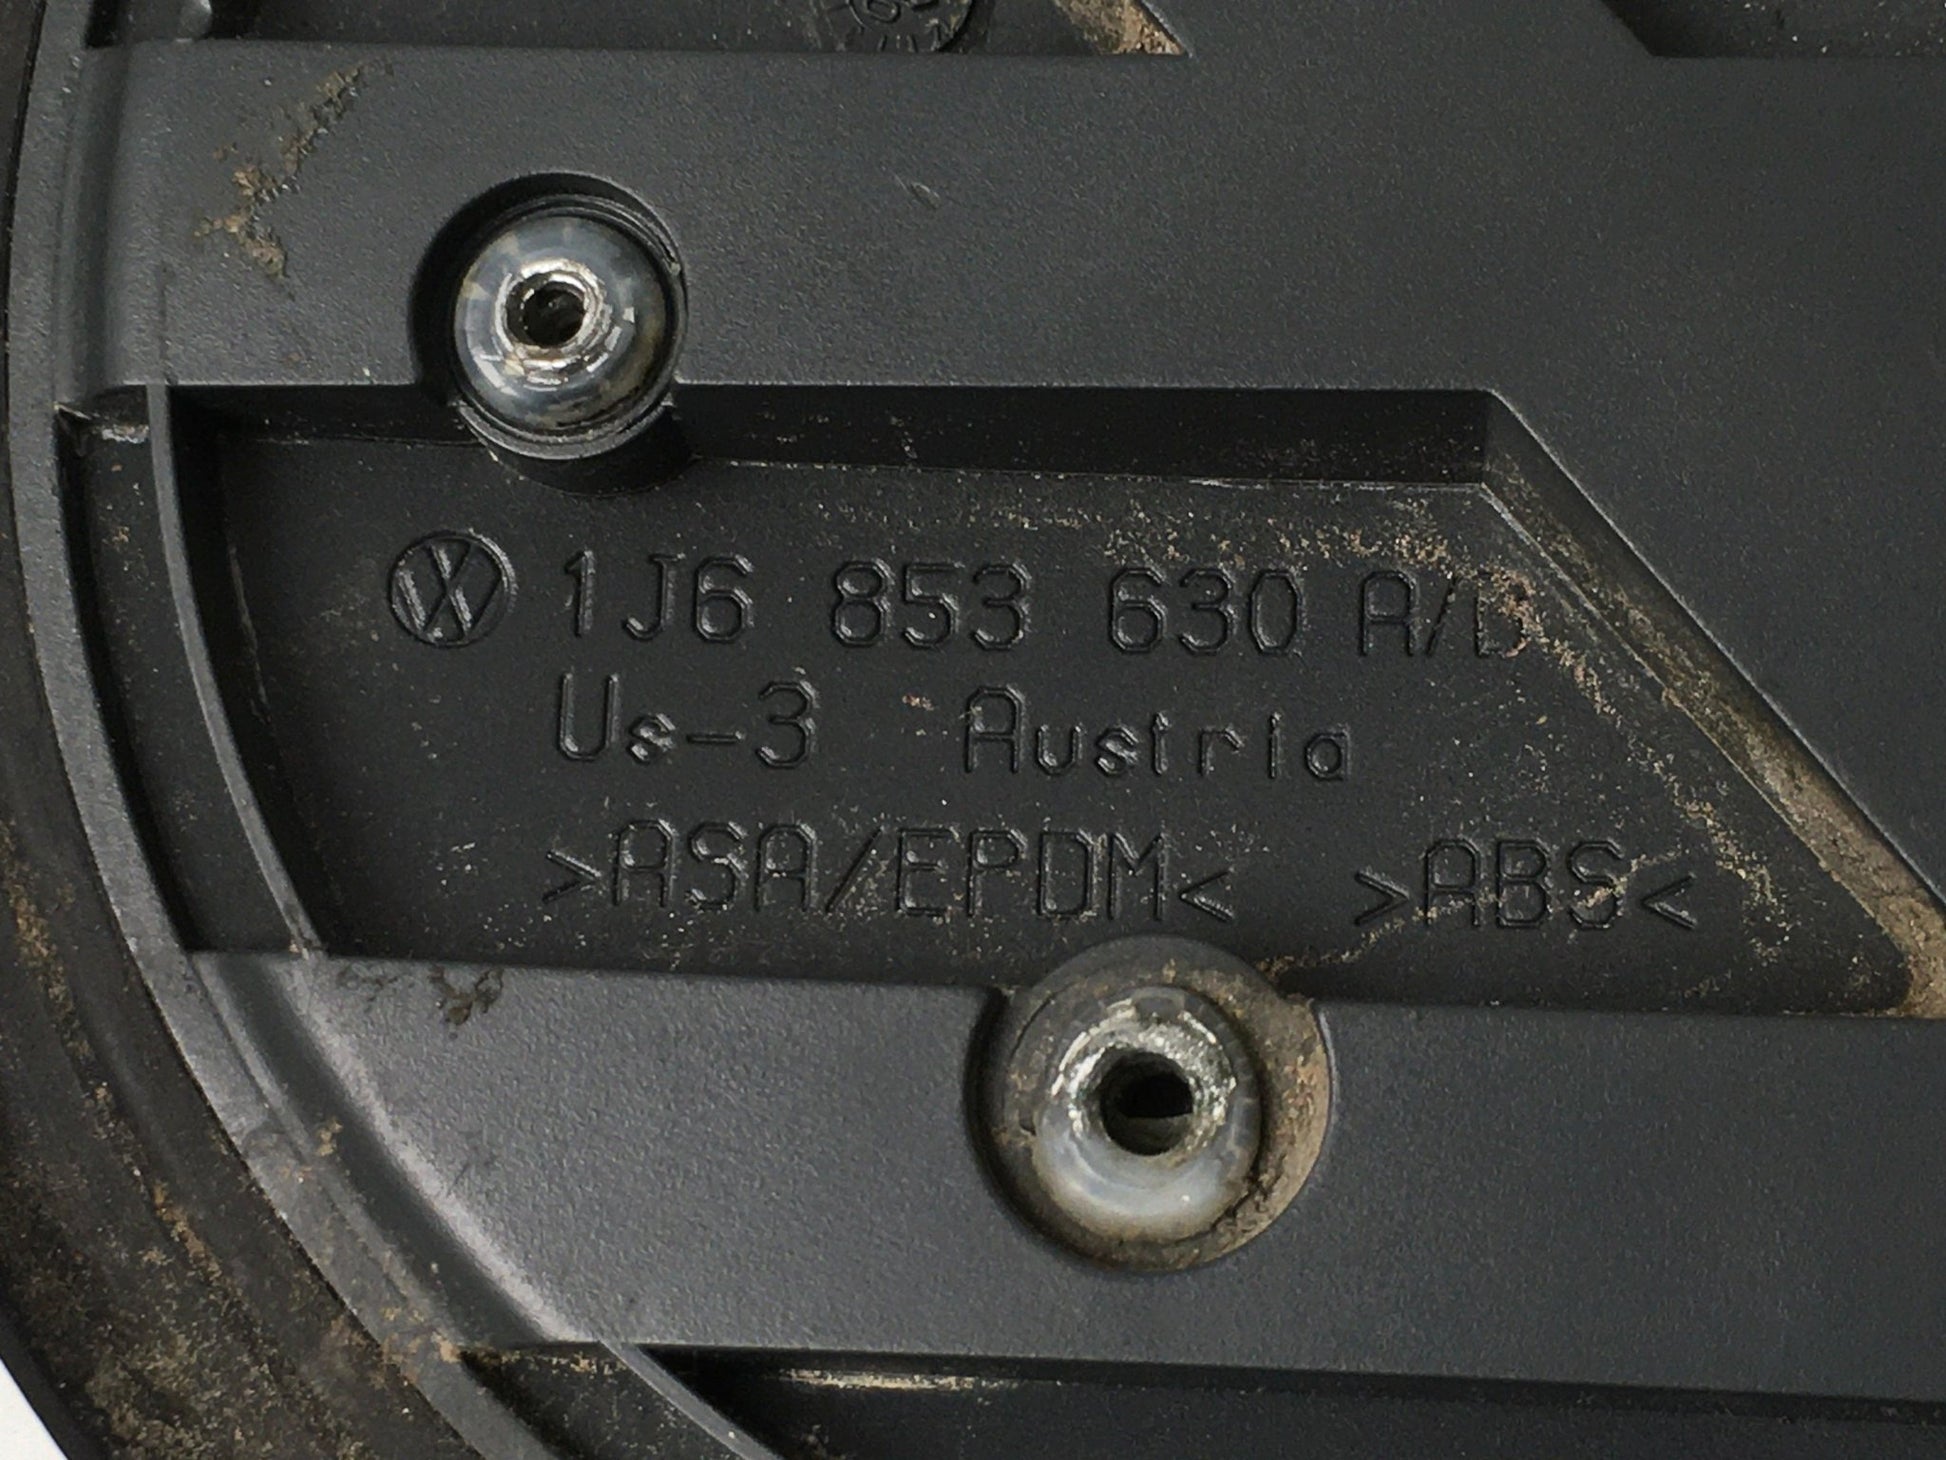 1J6 853 630 A/D
Us-3 Austria
>ASA/EPDM< >ABS<